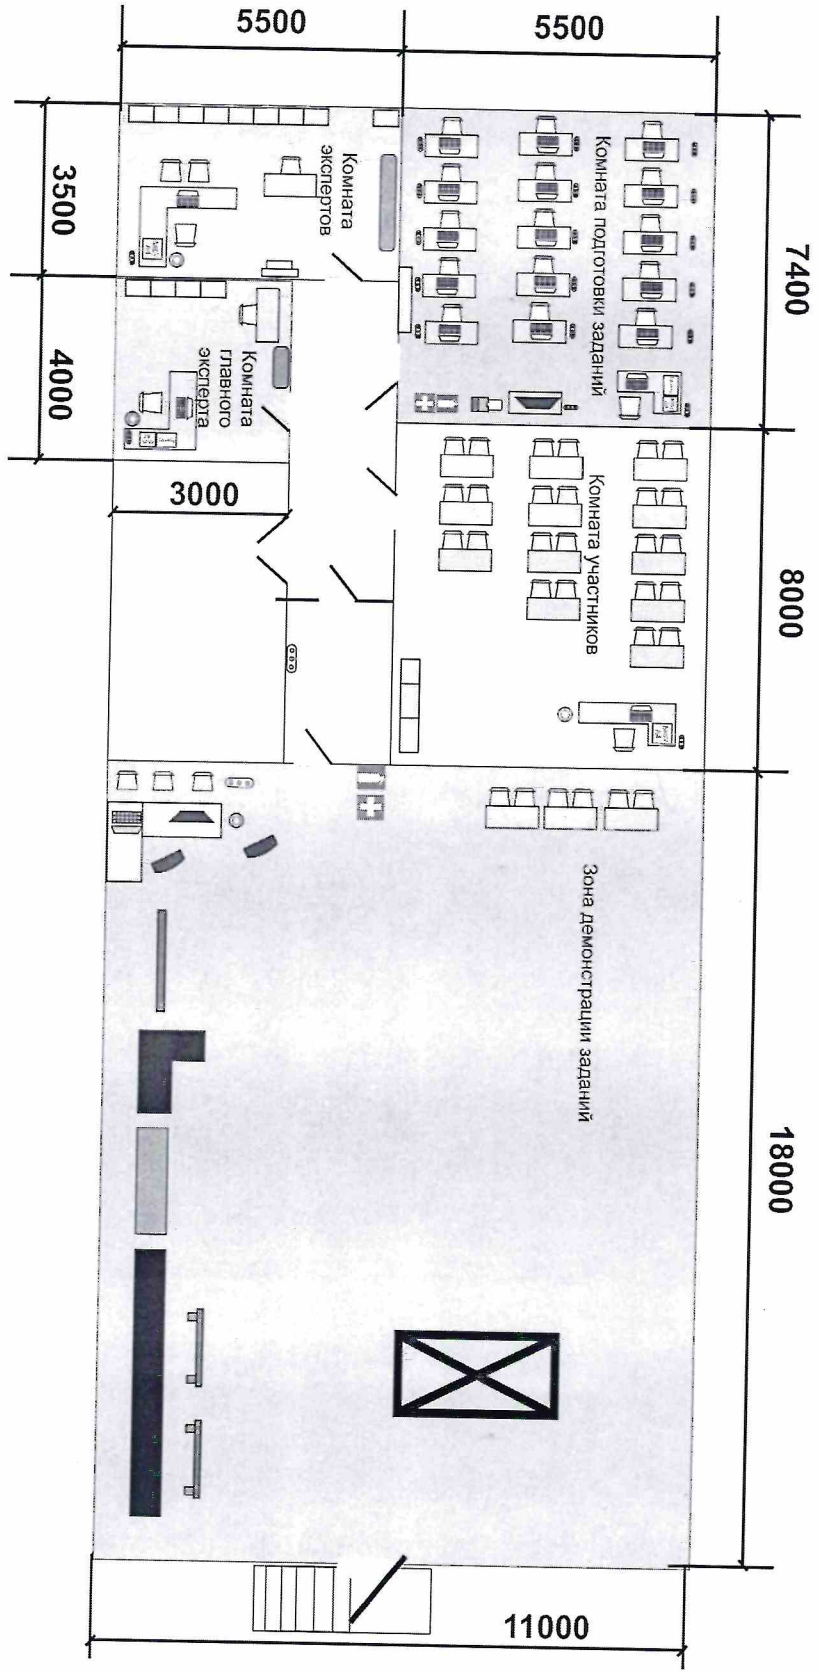 5500
5500
3500
4000
3000
7400
8000
18000
11000
Комната
экспертов
Комната
главного
эксперта
Комната подготовки заданий
Комната участников
Зона демонстрации заданий